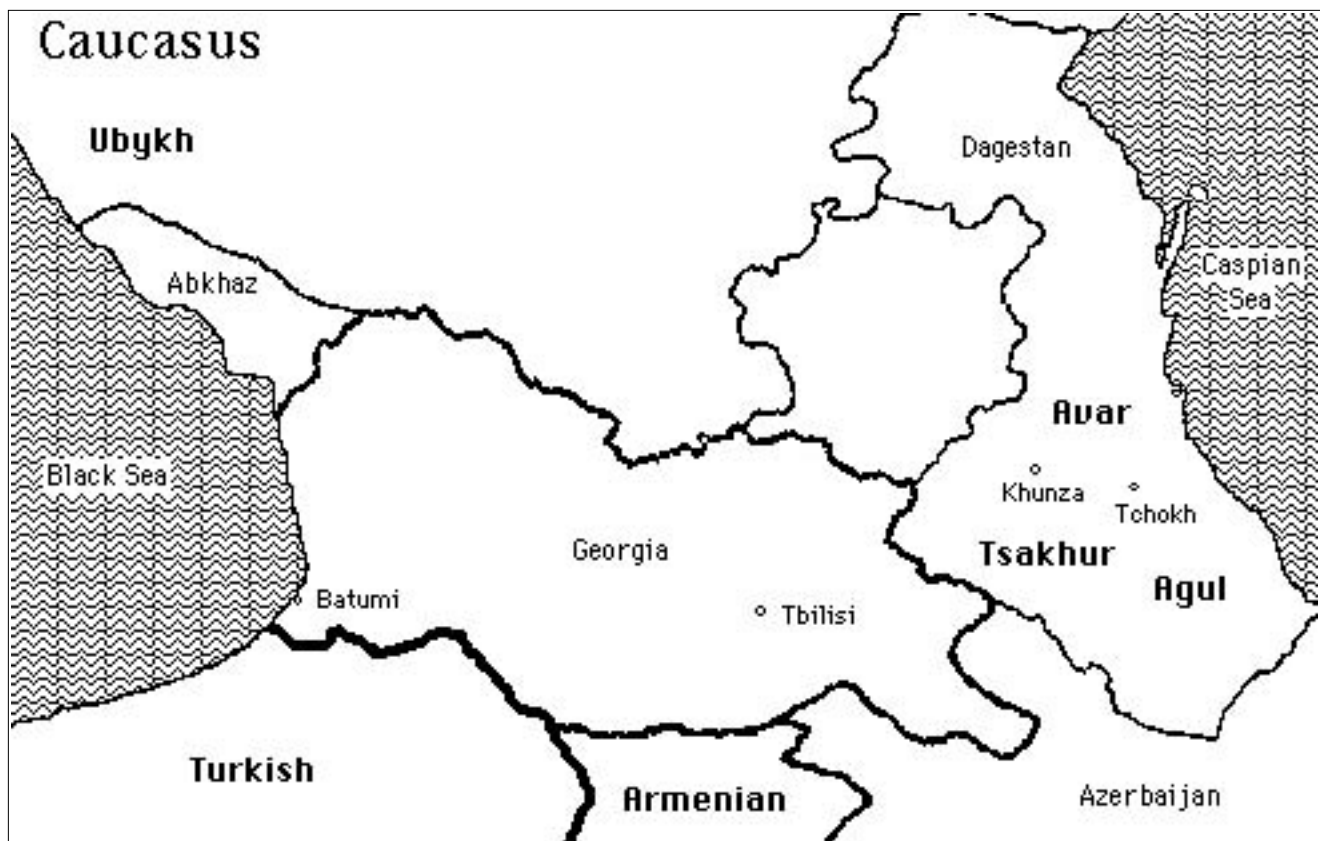 Caucasus
Ubykh
Dagestan
Abkhaz
Caspian
Sea
Avar
Black Sea
Khunza
Tchokh
Georgia
Tsakhur
Agul
Batumi
Tbilisi
Turkish
Armenian
Azerbaijan